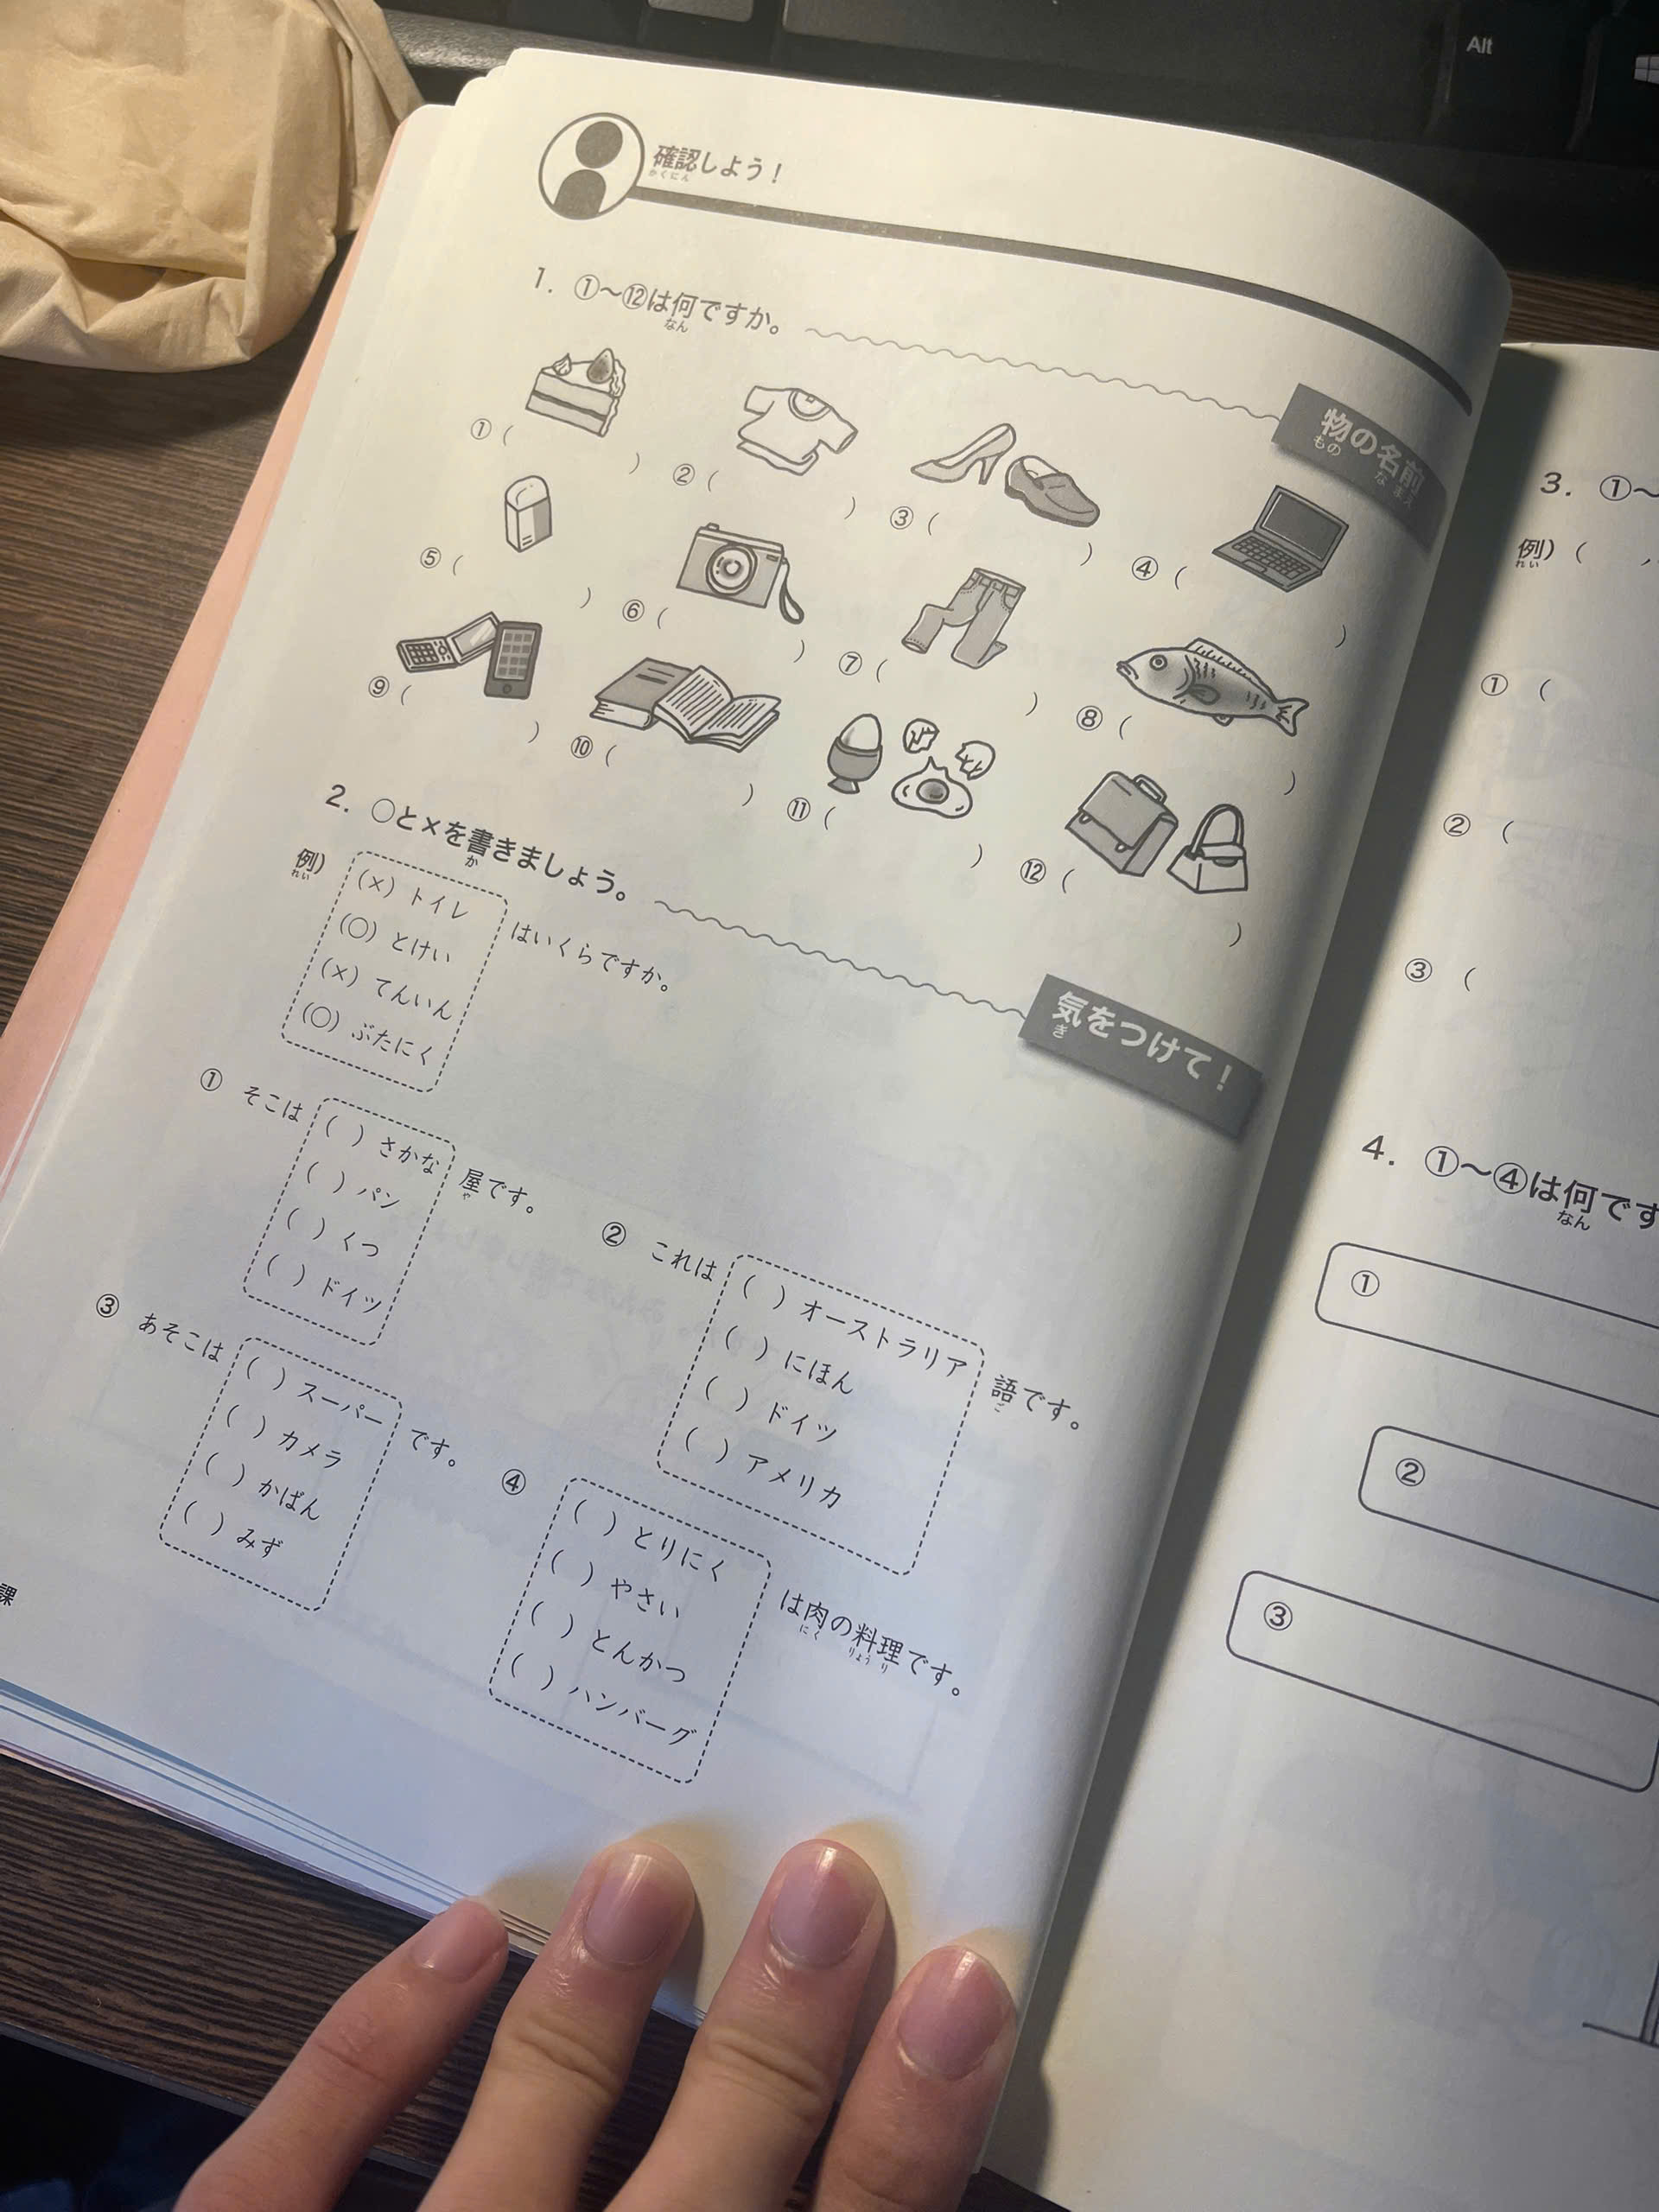 Alt
確認しよう！
かくにん
1. ①～⑫は何ですか。
なん
物の名前
もの なまえ
①( )
②( )
③( )
④( )
⑤( )
⑥( )
⑦( )
⑧( )
⑨( )
⑩( )
⑪( )
⑫( )
2. ○と×を書きましょう。
か
気をつけて！
き
例）
れい
(×) トイレ
(○) とけい
(×) てんいん
(○) ぶたにく
はいくらですか。
① そこは
( ) さかな
( ) パン
( ) くつ
( ) ドイツ
屋です。
や
② これは
( ) オーストラリア
( ) にほん
( ) ドイツ
( ) アメリカ
語です。
ご
③ あそこは
( ) スーパー
( ) カメラ
( ) かばん
( ) みず
です。
④
( ) とりにく
( ) やさい
( ) とんかつ
( ) ハンバーグ
は肉の料理です。
にく りょうり
課
3. ①～
例）(
れい
① (
② (
③ (
4. ①～④は何です
なん
①
②
③